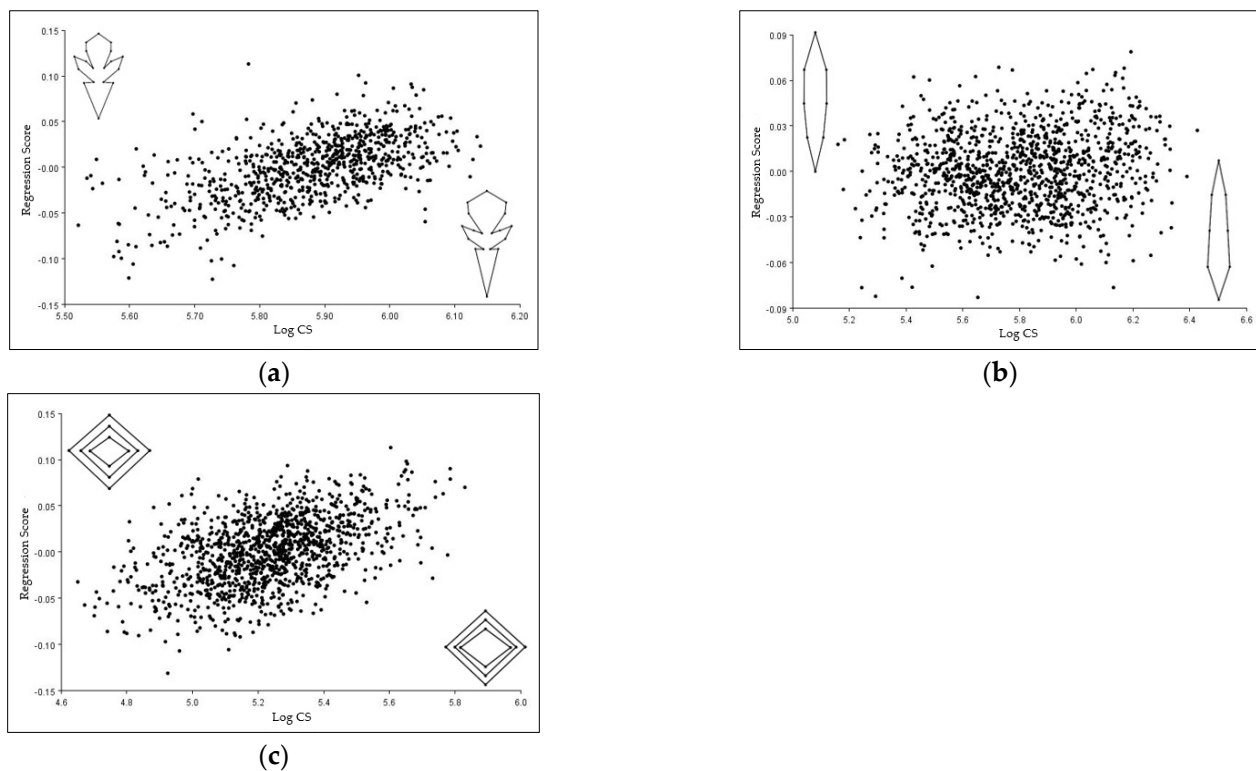 0.15
0.10
0.05
-0.00
-0.05
-0.10
-0.15
Regression Score
5.50 5.60 5.70 5.80 5.90 6.00 6.10 6.20
Log CS
(a)
0.09
0.06
0.03
0.00
-0.03
-0.06
-0.09
Regression Score
5.0 5.2 5.4 5.6 5.8 6.0 6.2 6.4 6.6
Log CS
(b)
0.15
0.10
0.05
-0.00
-0.05
-0.10
-0.15
Regression Score
4.6 4.8 5.0 5.2 5.4 5.6 5.8 6.0
Log CS
(c)